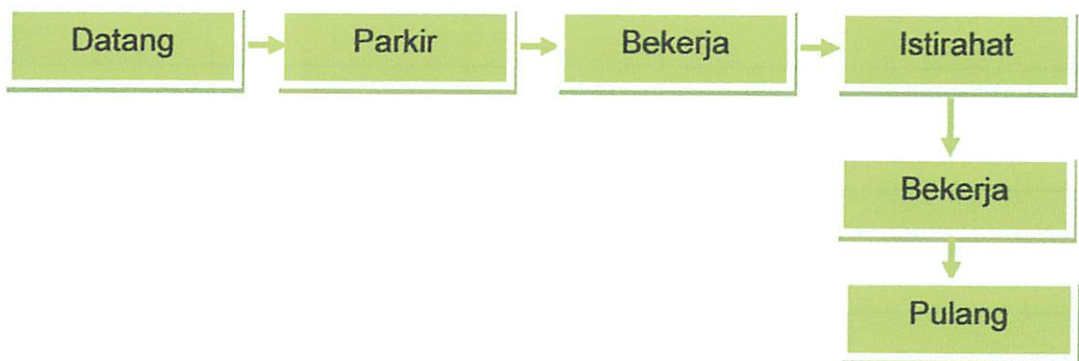 Datang
Parkir
Bekerja
Istirahat
Bekerja
Pulang